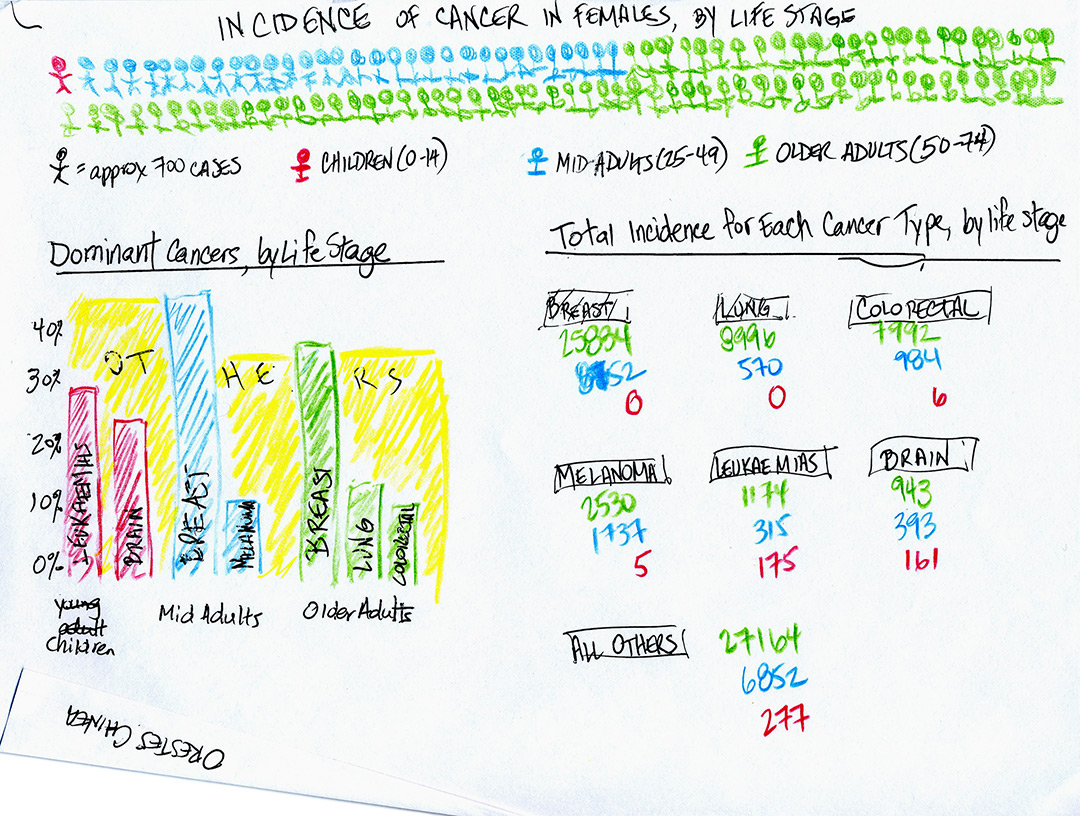 INCIDENCE OF CANCER IN FEMALES, BY LIFE STAGE
= approx 700 CASES
CHILDREN (0-14)
MID-ADULTS (25-49)
OLDER ADULTS (50-74)
Dominant Cancers, by Life Stage
40%
30%
20%
10%
0%
OTHERS
LEUKAEMIAS
BRAIN
BREAST
MELANOMA
BREAST
LUNG
COLORECTAL
young
adult
Children
Mid Adults
Older Adults
Total Incidence for Each Cancer Type, by life stage
BREAST
25834
0
LUNG
8996
570
0
COLORECTAL
7992
984
6
MELANOMA
2530
1737
5
LEUKAEMIAS
1174
315
175
BRAIN
943
393
161
ALL OTHERS
27164
6852
277
ORESTES CHINEA